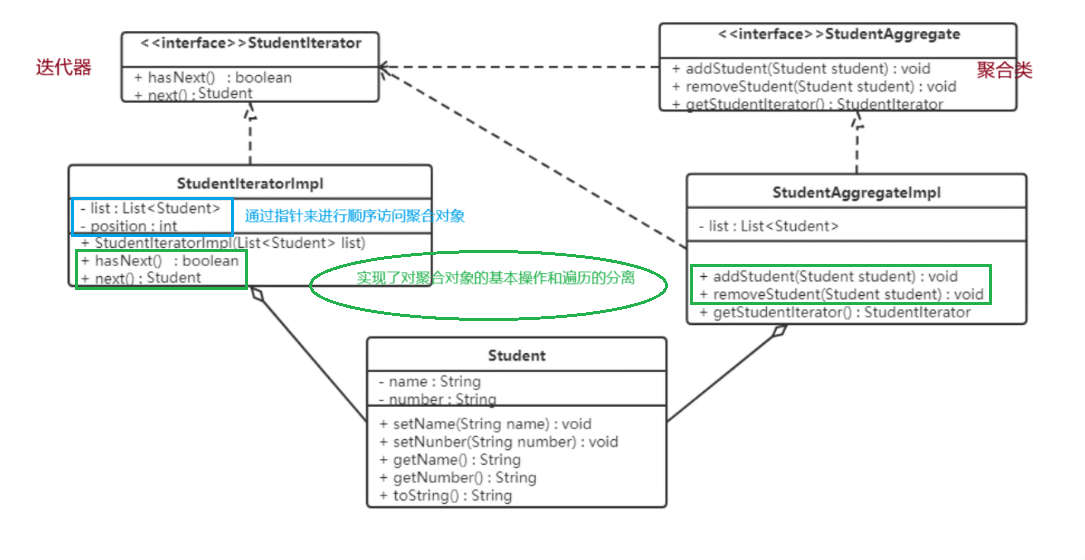 <<interface>>StudentIterator
+ hasNext() : boolean
+ next() : Student
迭代器
<<interface>>StudentAggregate
+ addStudent(Student student) : void
+ removeStudent(Student student) : void
+ getStudentIterator() : StudentIterator
聚合类
StudentIteratorImpl
- list : List<Student>
- position : int
通过指针来进行顺序访问聚合对象
+ StudentIteratorImpl(List<Student> list)
+ hasNext() : boolean
+ next() : Student
实现了对聚合对象的基本操作和遍历的分离
StudentAggregateImpl
- list : List<Student>
+ addStudent(Student student) : void
+ removeStudent(Student student) : void
+ getStudentIterator() : StudentIterator
Student
- name : String
- number : String
+ setName(String name) : void
+ setNunber(String number) : void
+ getName() : String
+ getNumber() : String
+ toString() : String